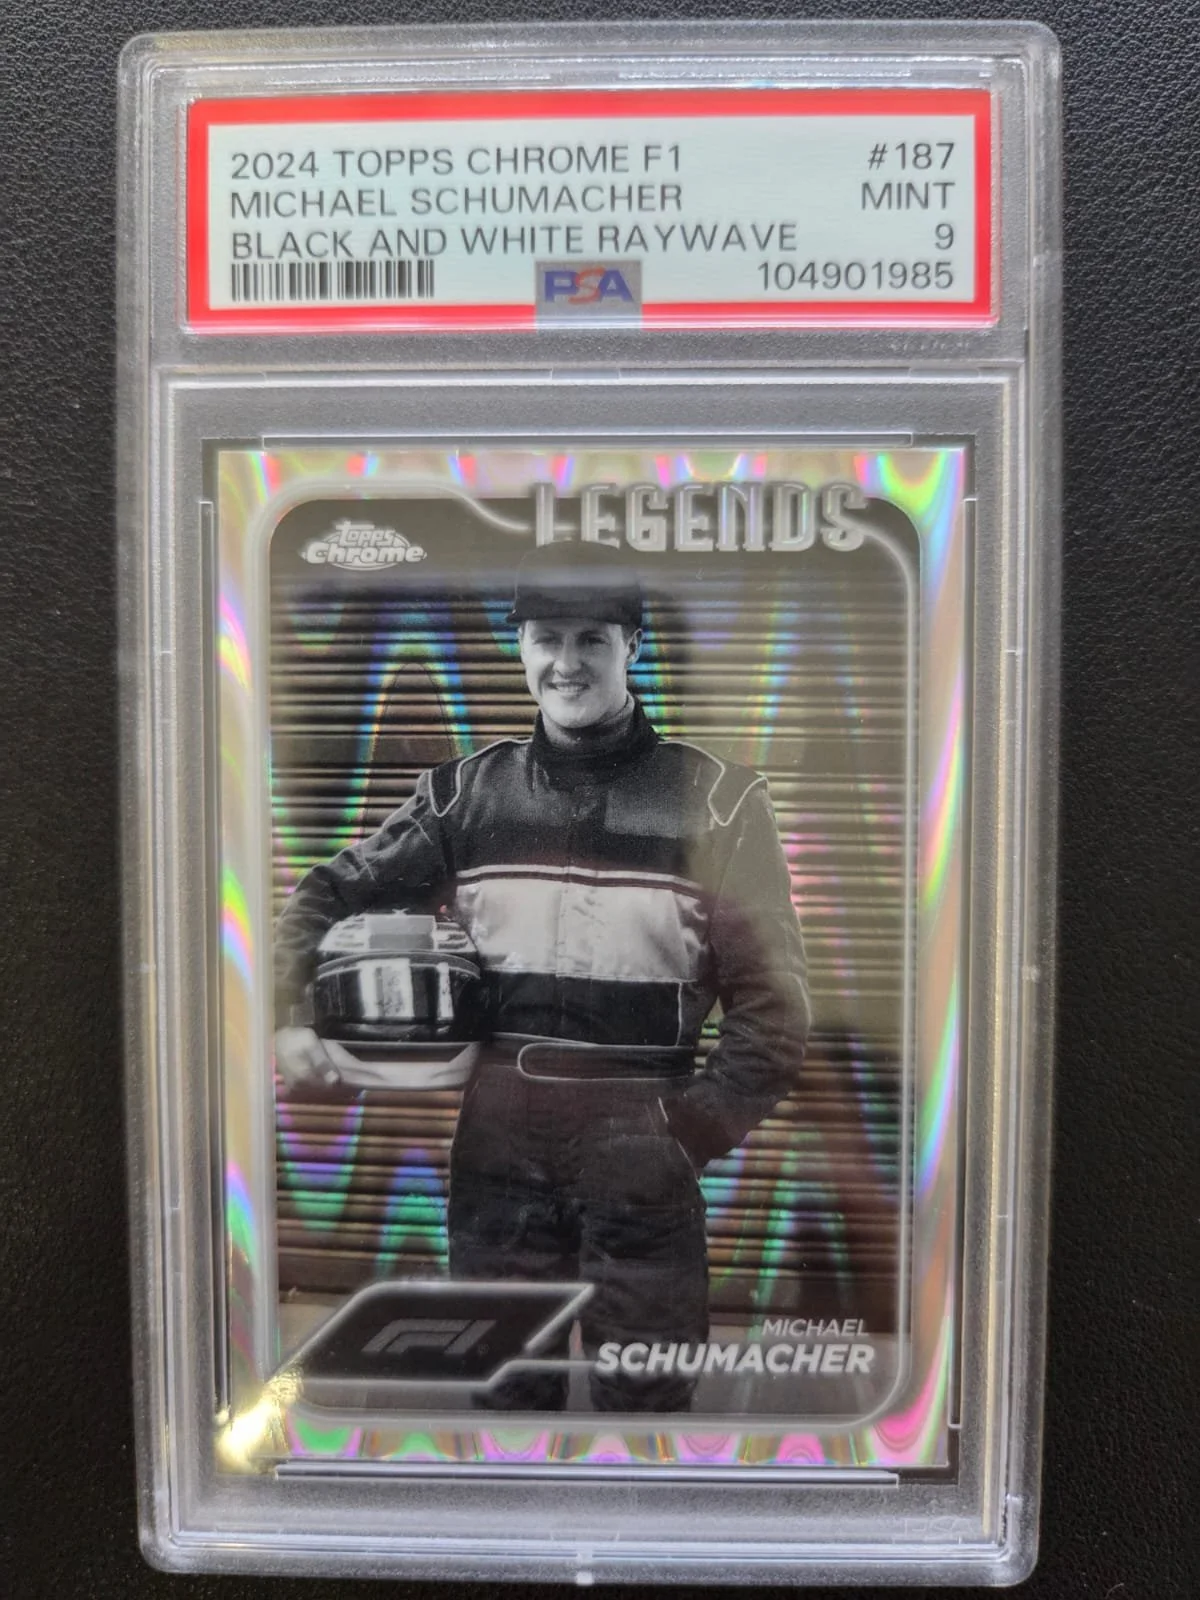 2024 TOPPS CHROME F1 #187
MICHAEL SCHUMACHER MINT
BLACK AND WHITE RAYWAVE 9
PSA 104901985
LEGENDS
Topps
Chrome
F1
MICHAEL
SCHUMACHER